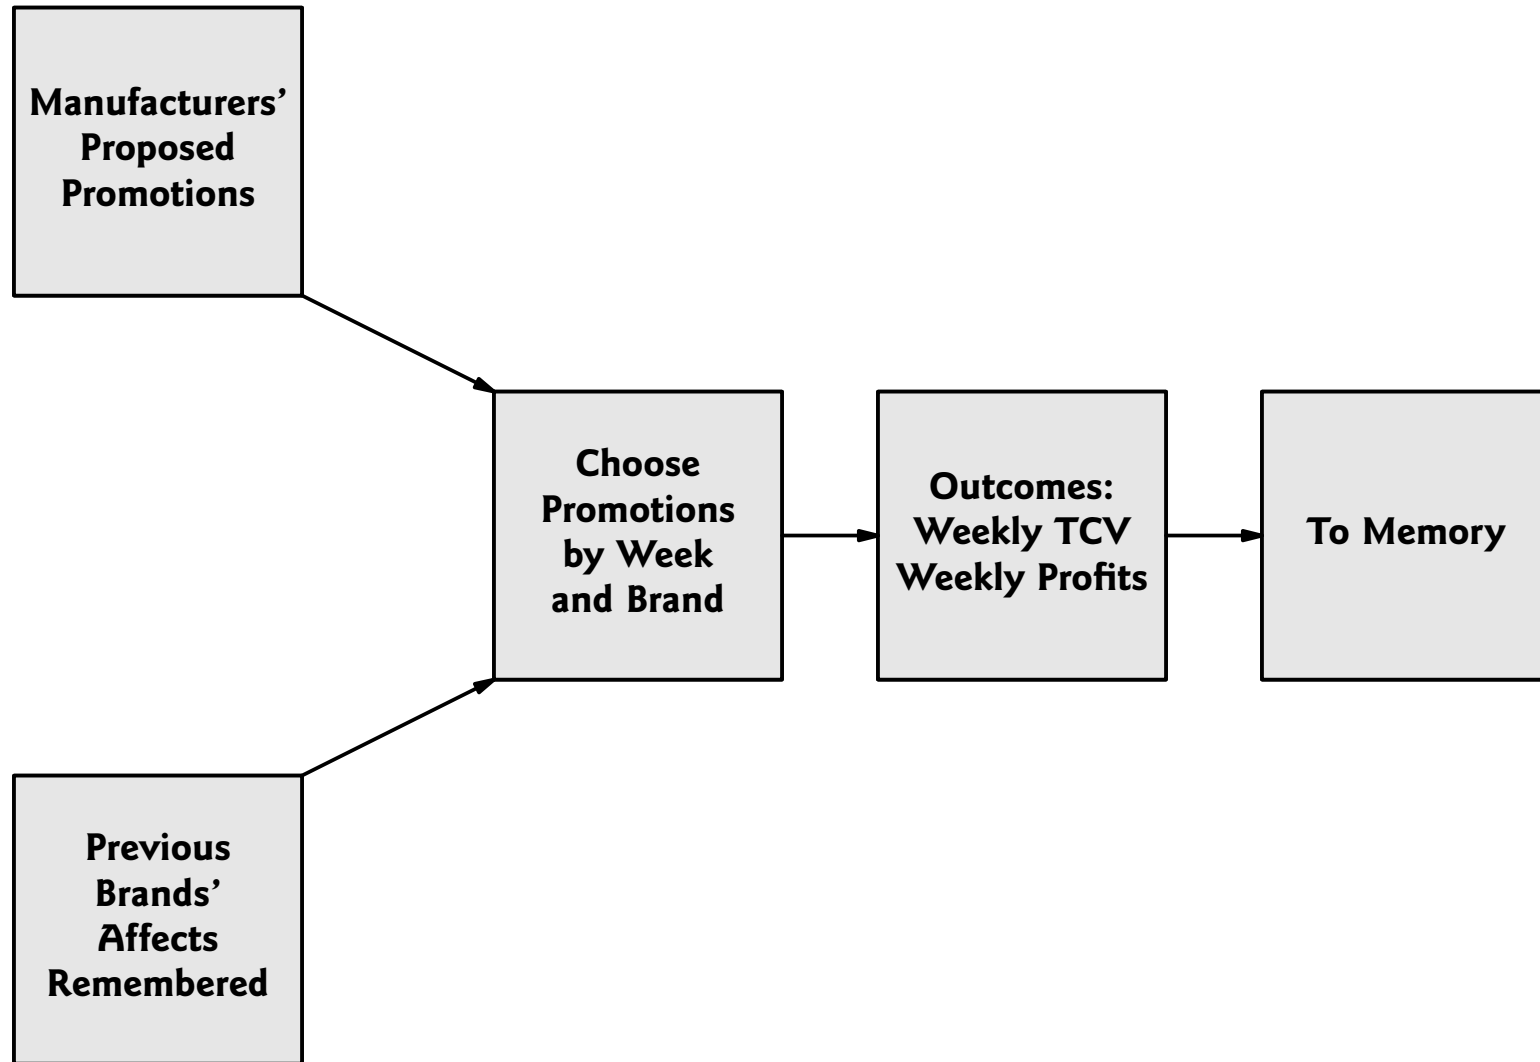 Manufacturers’
Proposed
Promotions
Choose
Promotions
by Week
and Brand
Outcomes:
Weekly TCV
Weekly Profits
To Memory
Previous
Brands’
Affects
Remembered